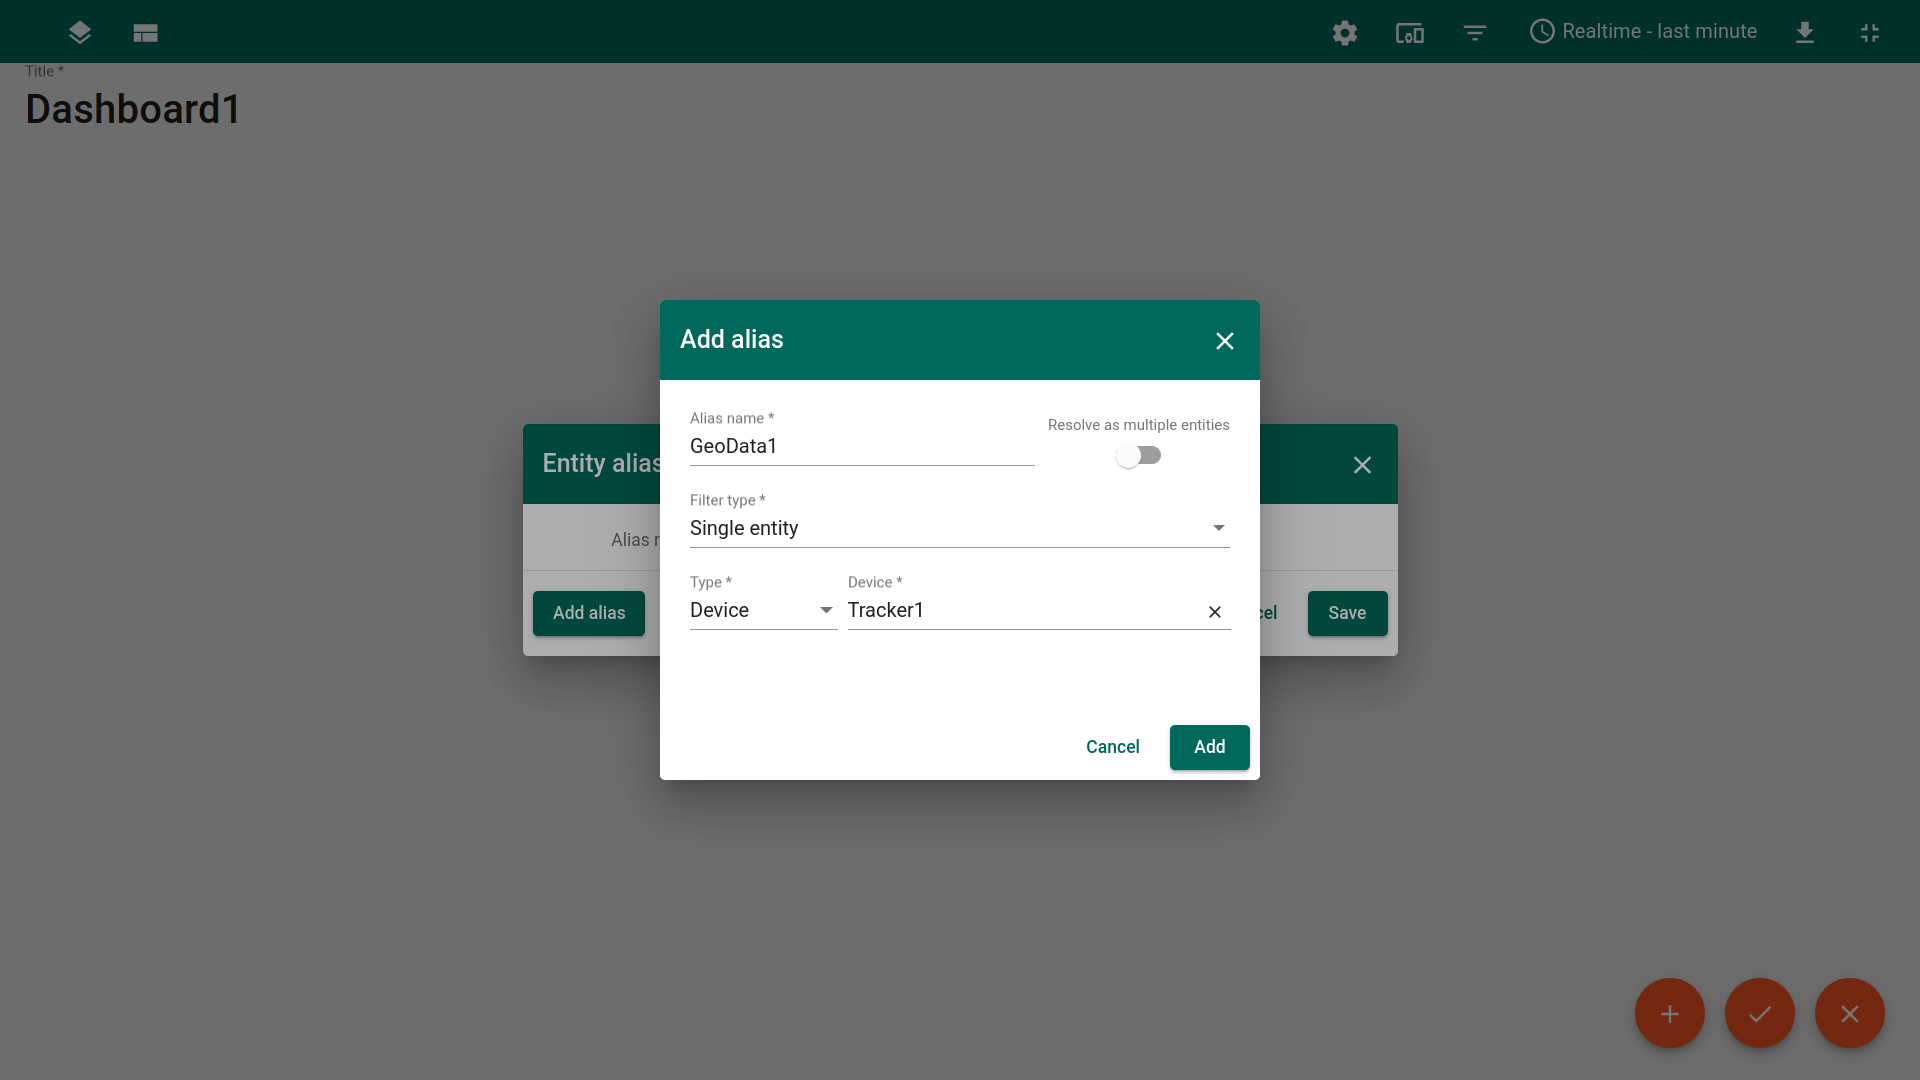 Realtime - last minute
Title *
Dashboard1
Add alias
Alias name *
GeoData1
Resolve as multiple entities
Entity alias
Filter type *
Single entity
Alias
Type *
Device
Device *
Tracker1
Add alias
Save
Cancel
Add